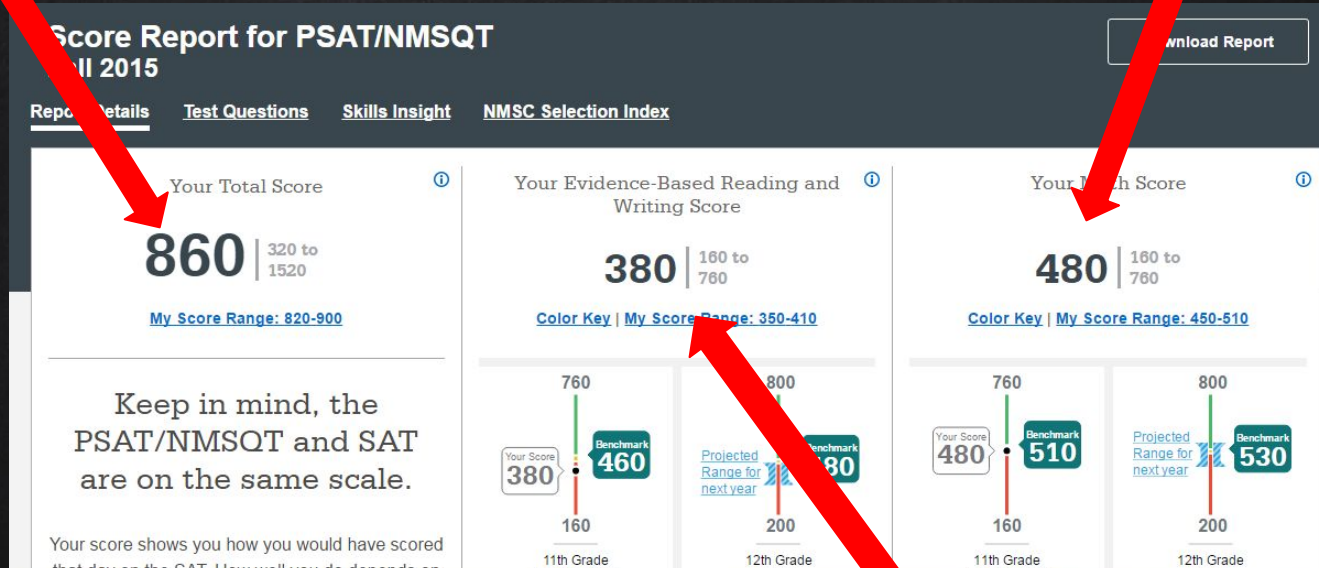 Score Report for PSAT/NMSQT
2015
Download Report
Report Details Test Questions Skills Insight NMSC Selection Index
Your Total Score
860 320 to
1520
My Score Range: 820-900
Keep in mind, the
PSAT/NMSQT and SAT
are on the same scale.
Your score shows you how you would have scored
Your Evidence-Based Reading and
Writing Score
380 160 to
760
Color Key | My Score Range: 350-410
760
Your Score
380
Benchmark
460
160
11th Grade
800
Projected
Range for
next year
Benchmark
80
200
12th Grade
Your Math Score
480 160 to
760
Color Key | My Score Range: 450-510
760
Your Score
480
Benchmark
510
160
11th Grade
800
Projected
Range for
next year
Benchmark
530
200
12th Grade